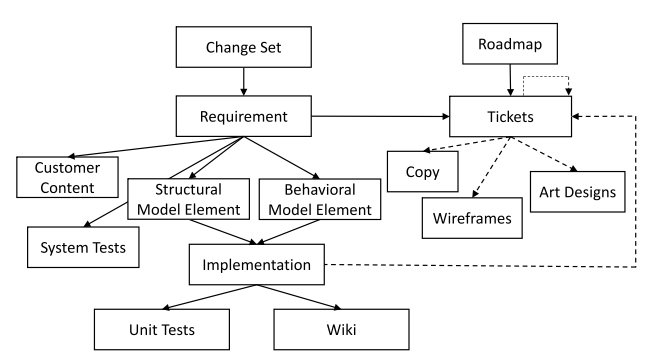 Change Set
Roadmap
Requirement
Tickets
Customer
Content
Structural
Model Element
Behavioral
Model Element
Copy
Art Designs
Wireframes
System Tests
Implementation
Unit Tests
Wiki